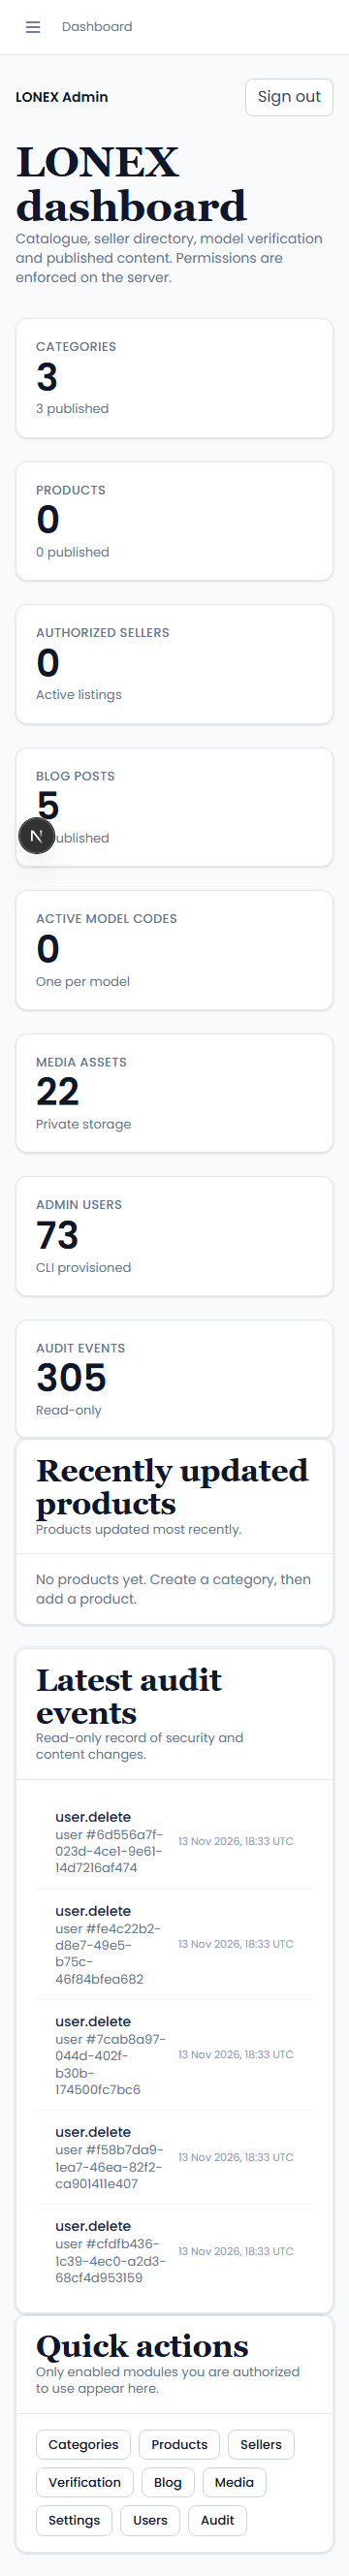 Dashboard
LONEX Admin
Sign out
LONEX
dashboard
Catalogue, seller directory, model verification
and published content. Permissions are
enforced on the server.
CATEGORIES
3
3 published
PRODUCTS
0
0 published
AUTHORIZED SELLERS
0
Active listings
BLOG POSTS
5
ublished
N
ACTIVE MODEL CODES
0
One per model
MEDIA ASSETS
22
Private storage
ADMIN USERS
73
CLI provisioned
AUDIT EVENTS
305
Read-only
Recently updated
products
Products updated most recently.
No products yet. Create a category, then
add a product.
Latest audit
events
Read-only record of security and
content changes.
user.delete
user #6d556a7f-
023d-4ce1-9e61-
14d7216af474
13 Nov 2026, 18:33 UTC
user.delete
user #fe4c22b2-
d8e7-49e5-
b75c-
46f84bfea682
13 Nov 2026, 18:33 UTC
user.delete
user #7cab8a97-
044d-402f-
b30b-
174500fc7bc6
13 Nov 2026, 18:33 UTC
user.delete
user #f58b7da9-
1ea7-46ea-82f2-
ca901411e407
13 Nov 2026, 18:33 UTC
user.delete
user #cfdfb436-
1c39-4ec0-a2d3-
68cf4d953159
13 Nov 2026, 18:33 UTC
Quick actions
Only enabled modules you are authorized
to use appear here.
Categories
Products
Sellers
Verification
Blog
Media
Settings
Users
Audit